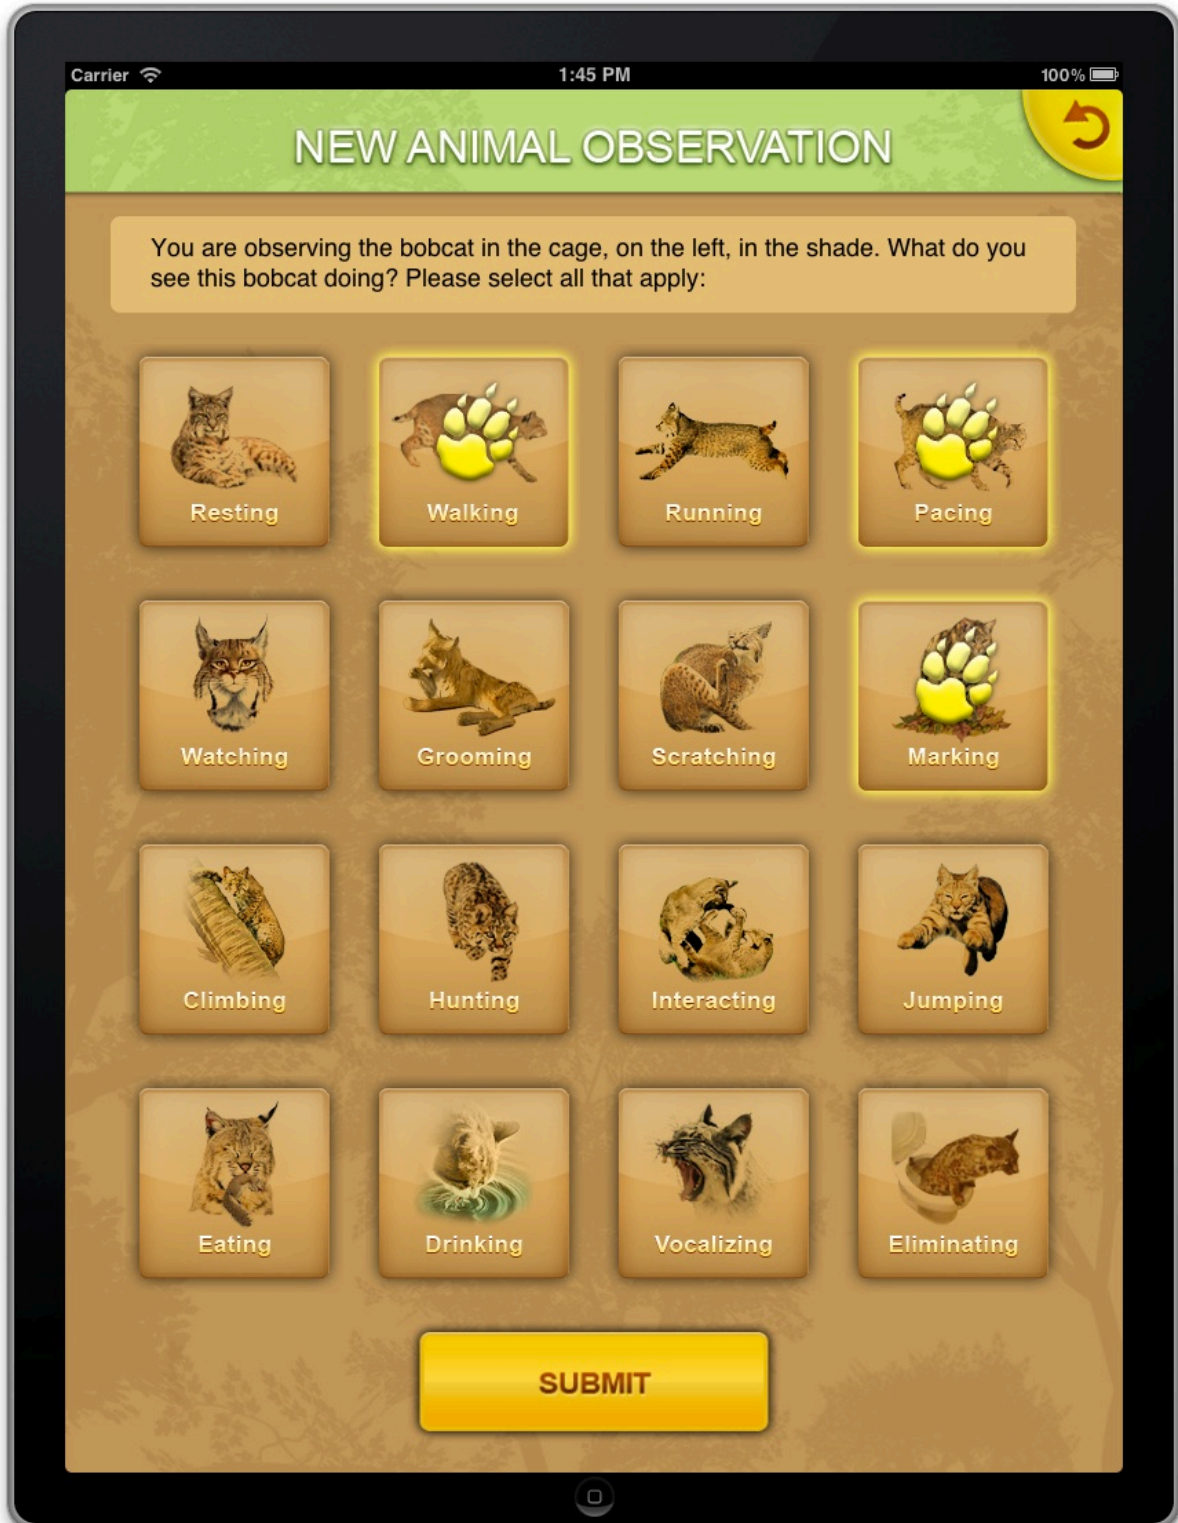 Carrier 1:45 PM 100%
NEW ANIMAL OBSERVATION
You are observing the bobcat in the cage, on the left, in the shade. What do you
see this bobcat doing? Please select all that apply:
Resting Walking Running Pacing
Watching Grooming Scratching Marking
Climbing Hunting Interacting Jumping
Eating Drinking Vocalizing Eliminating
SUBMIT